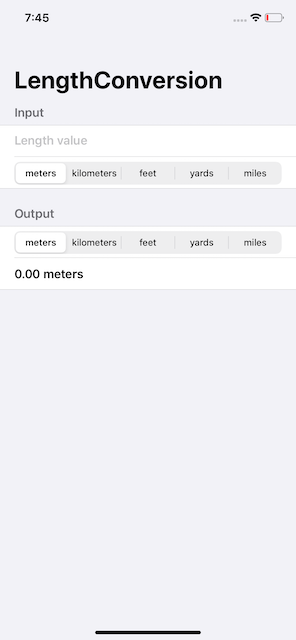 7:45
LengthConversion
Input
Length value
meters kilometers feet yards miles
Output
meters kilometers feet yards miles
0.00 meters